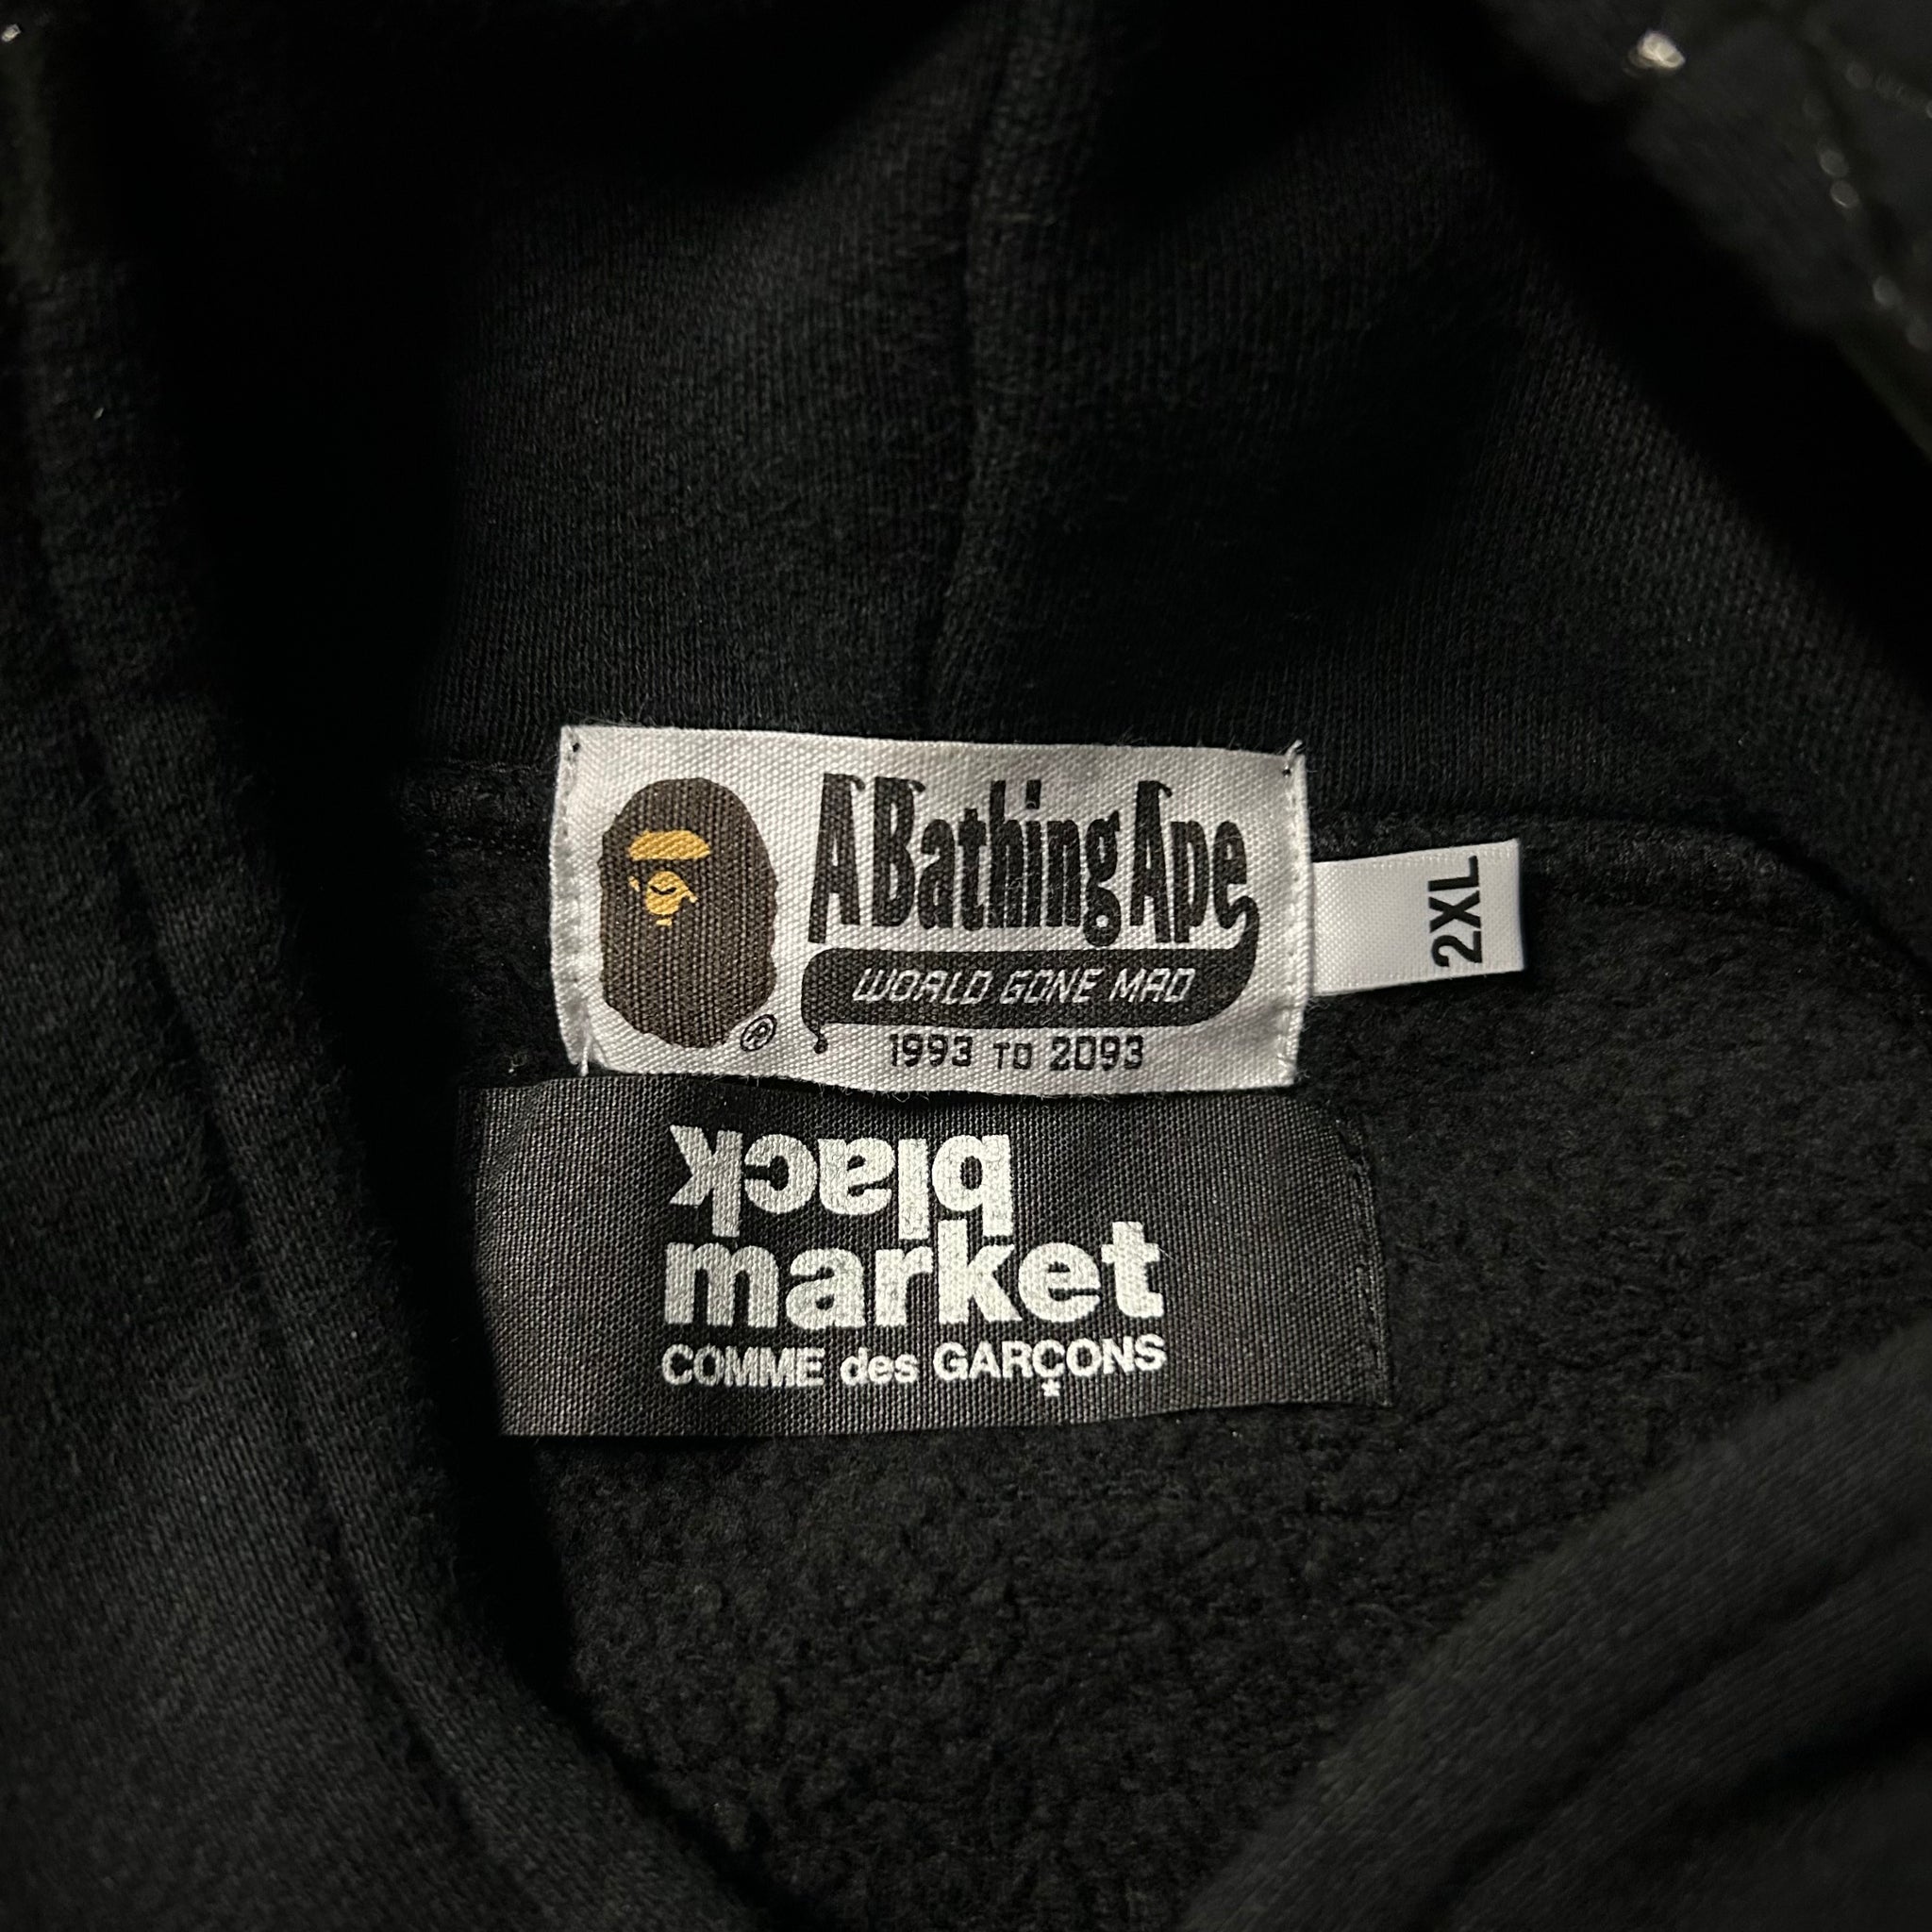 A Bathing Ape
WORLD GONE MAD
®
1993 TO 2093
2XL
black
market
COMME des GARÇONS